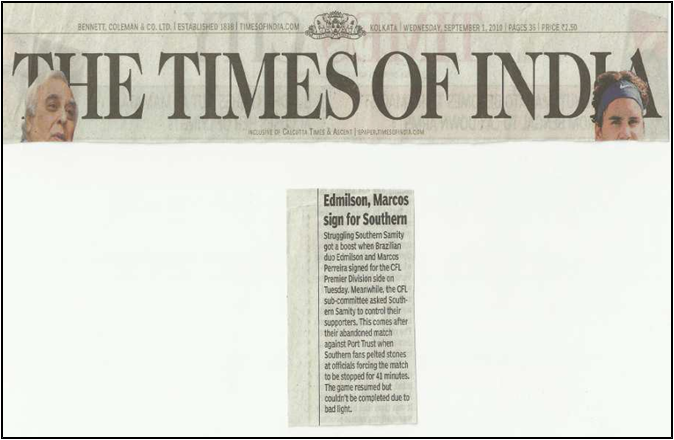 BENNETT, COLEMAN & CO. LTD. | ESTABLISHED 1838 | TIMESOFINDIA.COM KOLKATA | WEDNESDAY, SEPTEMBER 1, 2010 | PAGES 36 | PRICE ₹2.50
THE TIMES OF INDIA
INCLUSIVE OF CALCUTTA TIMES & ASCENT | EPAPER.TIMESOFINDIA.COM
Edmilson, Marcos
sign for Southern
Struggling Southern Samity
got a boost when Brazilian
duo Edmilson and Marcos
Perreira signed for the CFL
Premier Division side on
Tuesday. Meanwhile, the CFL
sub-committee asked South-
ern Samity to control their
supporters. This comes after
their abandoned match
against Port Trust when
Southern fans pelted stones
at officials forcing the match
to be stopped for 41 minutes.
The game resumed but
couldn't be completed due to
bad light.